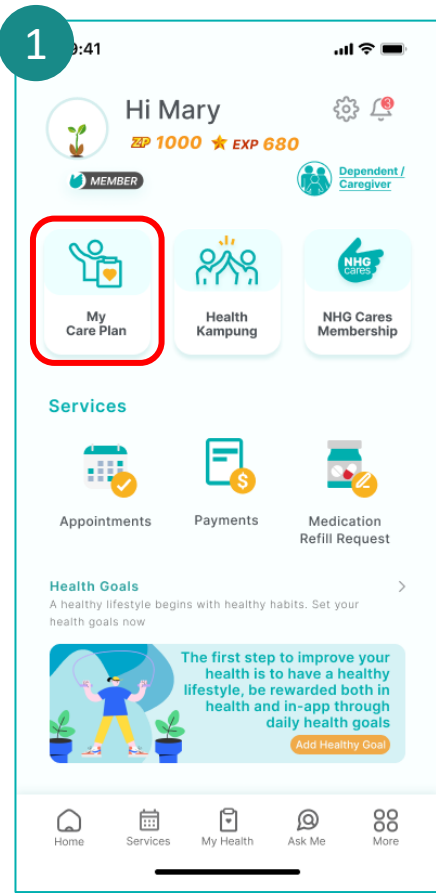 1
9:41
Hi Mary
3
ZP 1000 EXP 680
MEMBER
Dependent /
Caregiver
NHG
cares
My
Care Plan
Health
Kampung
NHG Cares
Membership
Services
$
Appointments
Payments
Medication
Refill Request
Health Goals
A healthy lifestyle begins with healthy habits. Set your
health goals now
The first step to improve your
health is to have a healthy
lifestyle, be rewarded both in
health and in-app through
daily health goals
Add Healthy Goal
Home
Services
My Health
Ask Me
More